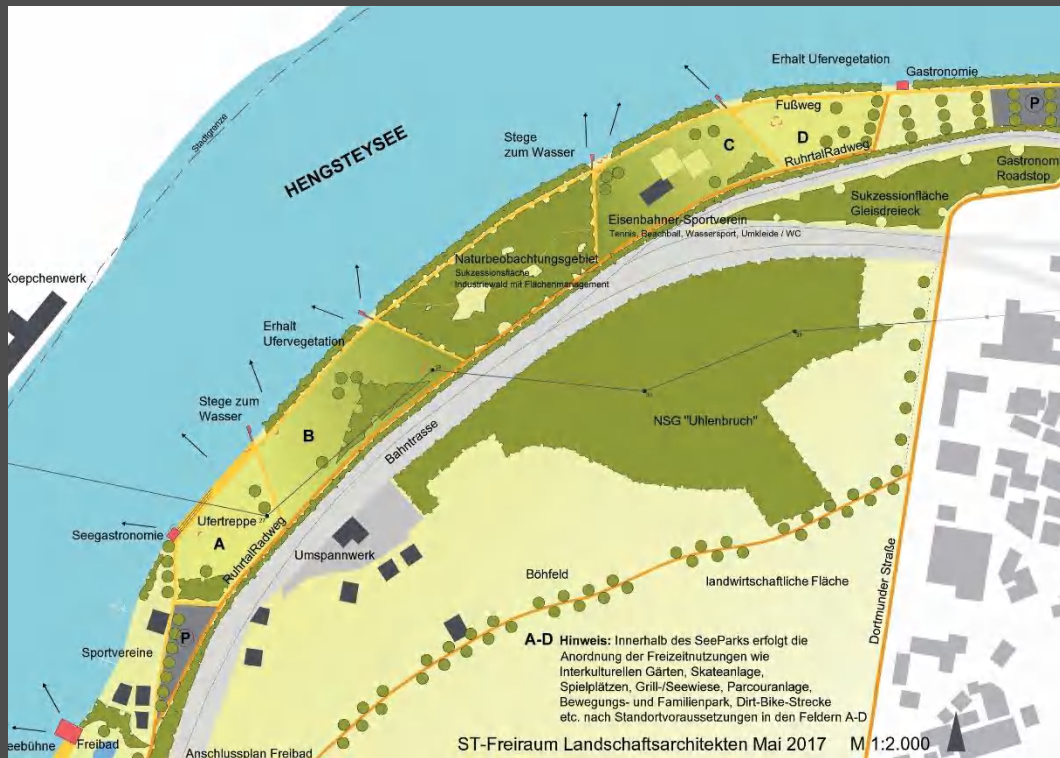 Erhalt Ufervegetation
Gastronomie
Stadtgrenze
Fußweg
P
HENGSTEYSEE
Stege
zum Wasser
C
D
RuhrtalRadweg
Gastronom
Roadstop
Sukzessionfläche
Gleisdreieck
Eisenbahner-Sportverein
Tennis, Beachball, Wassersport, Umkleide / WC
Naturbeobachtungsgebiet
Sukzessionsfläche
Industriewald mit Flächenmanagement
Koepchenwerk
Erhalt
Ufervegetation
Stege zum
Wasser
B
NSG "Uhlenbruch"
Bahntrasse
Seegastronomie
Ufertreppe
27
A
RuhrtalRadweg
Umspannwerk
Böhfeld
landwirtschaftliche Fläche
Dortmunder Straße
P
Sportvereine
A-D Hinweis: Innerhalb des SeeParks erfolgt die
Anordnung der Freizeitnutzungen wie
Interkulturellen Gärten, Skateanlage,
Spielplätzen, Grill-/Seewiese, Parcouranlage,
Bewegungs- und Familienpark, Dirt-Bike-Strecke
etc. nach Standortvoraussetzungen in den Feldern A-D
eebühne
Freibad
Anschlussplan Freibad
ST-Freiraum Landschaftsarchitekten Mai 2017 M 1:2.000